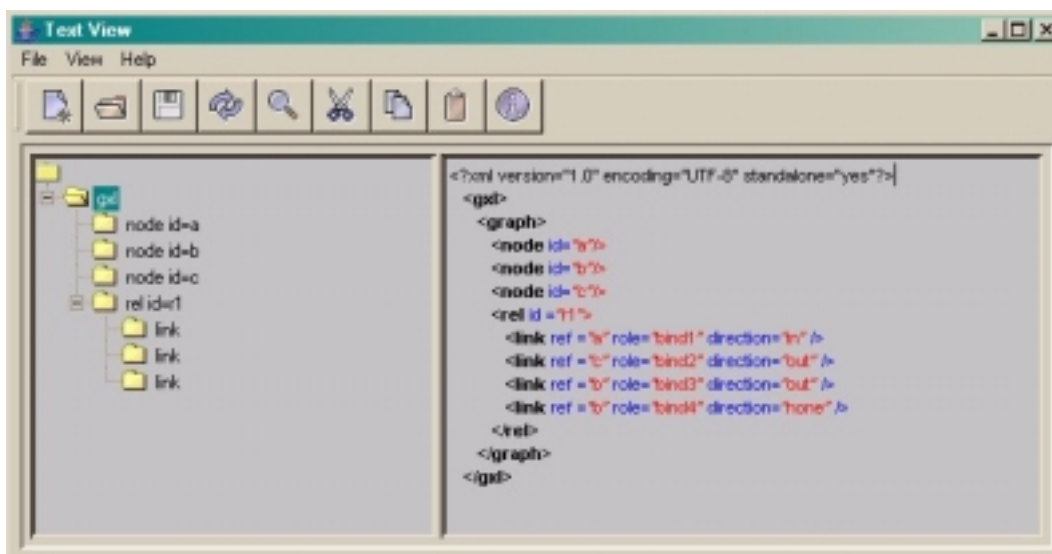 Text View
File View Help
gxl
node id=a
node id=b
node id=c
rel id=r1
link
link
link
<?xml version="1.0" encoding="UTF-8" standalone="yes"?>
<gxl>
<graph>
<node id="a"/>
<node id="b"/>
<node id="c"/>
<rel id ="r1">
<link ref ="a" role="bind1" direction="in" />
<link ref ="c" role="bind2" direction="out" />
<link ref ="b" role="bind3" direction="out" />
<link ref ="b" role="bind4" direction="none" />
</rel>
</graph>
</gxl>